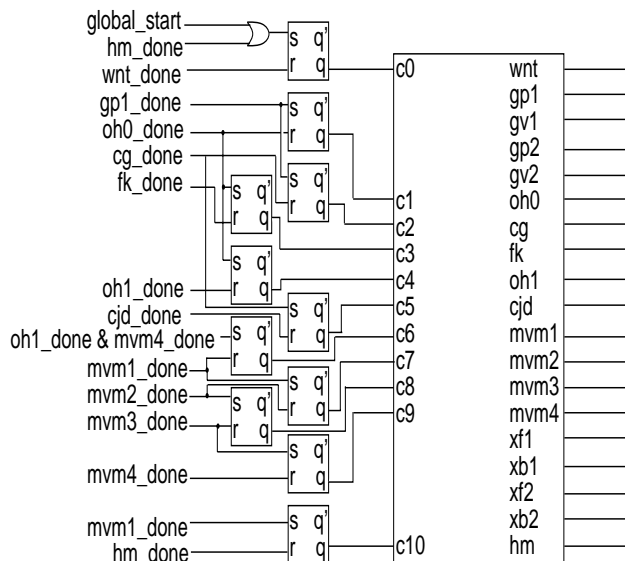 global_start
hm_done
wnt_done
gp1_done
oh0_done
cg_done
fk_done
oh1_done
cjd_done
oh1_done & mvm4_done
mvm1_done
mvm2_done
mvm3_done
mvm4_done
mvm1_done
hm_done
s q'
r q
s q'
r q
s q'
r q
s q'
r q
s q'
r q
s q'
r q
s q'
r q
s q'
r q
s q'
r q
s q'
r q
s q'
r q
c0
c1
c2
c3
c4
c5
c6
c7
c8
c9
c10
wnt
gp1
gv1
gp2
gv2
oh0
cg
fk
oh1
cjd
mvm1
mvm2
mvm3
mvm4
xf1
xb1
xf2
xb2
hm